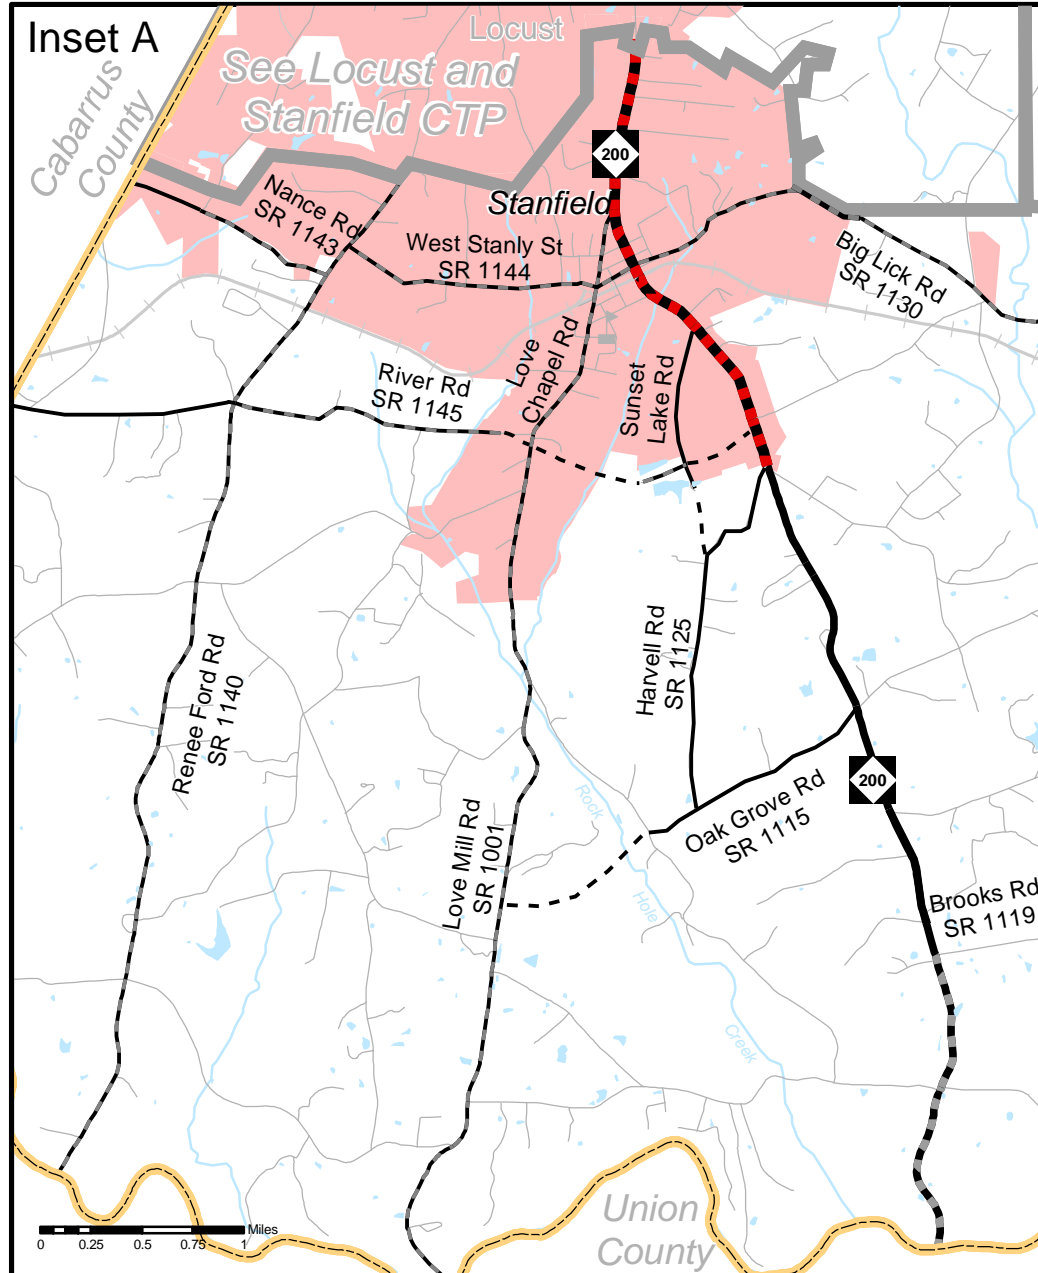 Inset A
Locust
See Locust and
Stanfield CTP
Cabarrus
County
200
Nance Rd
SR 1143
Stanfield
West Stanly St
SR 1144
Big Lick Rd
SR 1130
River Rd
SR 1145
Love
Chapel Rd
Sunset
Lake Rd
Renee Ford Rd
SR 1140
Harvell Rd
SR 1125
200
Rock
Hole
Creek
Oak Grove Rd
SR 1115
Love Mill Rd
SR 1001
Brooks Rd
SR 1119
Union
County
Miles
0 0.25 0.5 0.75 1